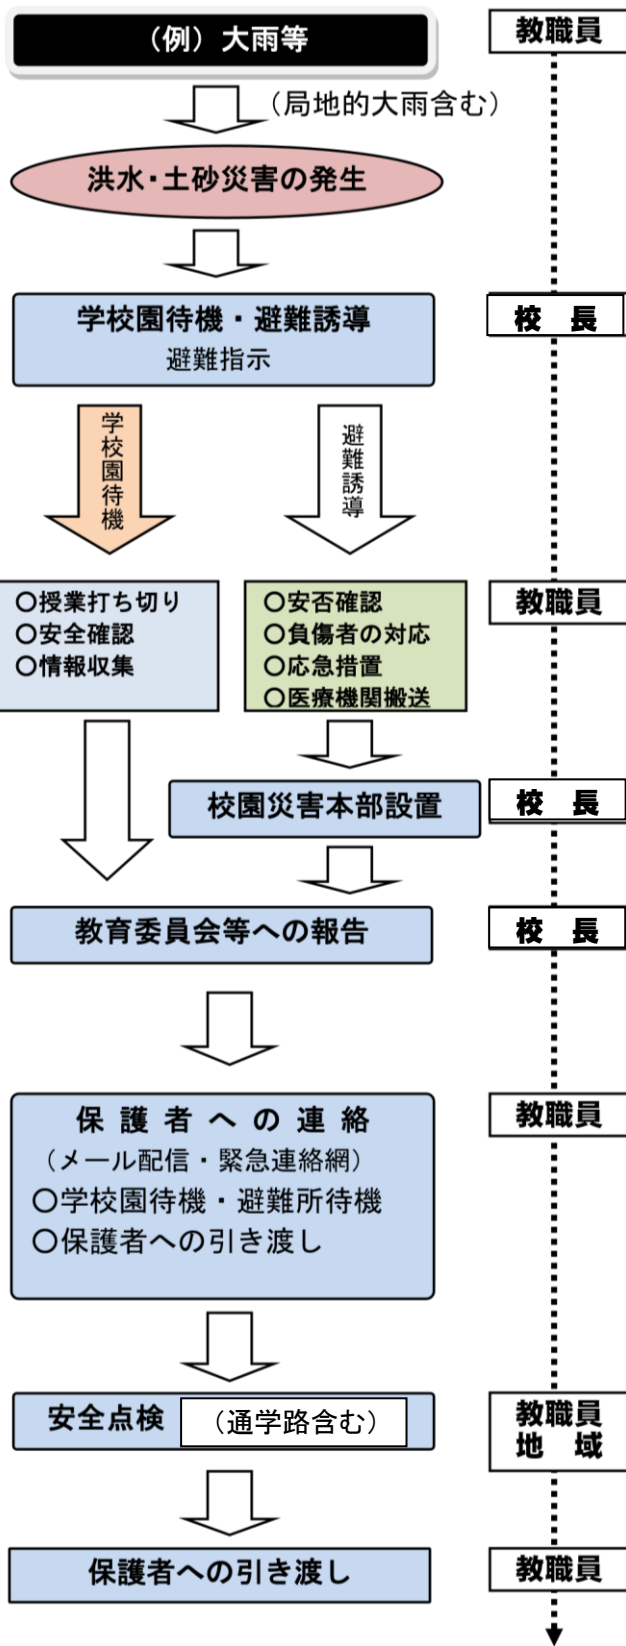 （例）大雨等
教職員
（局地的大雨含む）
洪水・土砂災害の発生
学校園待機・避難誘導
避難指示
校　長
学校園待機
避難誘導
○授業打ち切り
○安全確認
○情報収集
○安否確認
○負傷者の対応
○応急措置
○医療機関搬送
教職員
校園災害本部設置
校　長
教育委員会等への報告
校　長
保護者への連絡
（メール配信・緊急連絡網）
○学校園待機・避難所待機
○保護者への引き渡し
教職員
安全点検　（通学路含む）
教職員
地　域
保護者への引き渡し
教職員